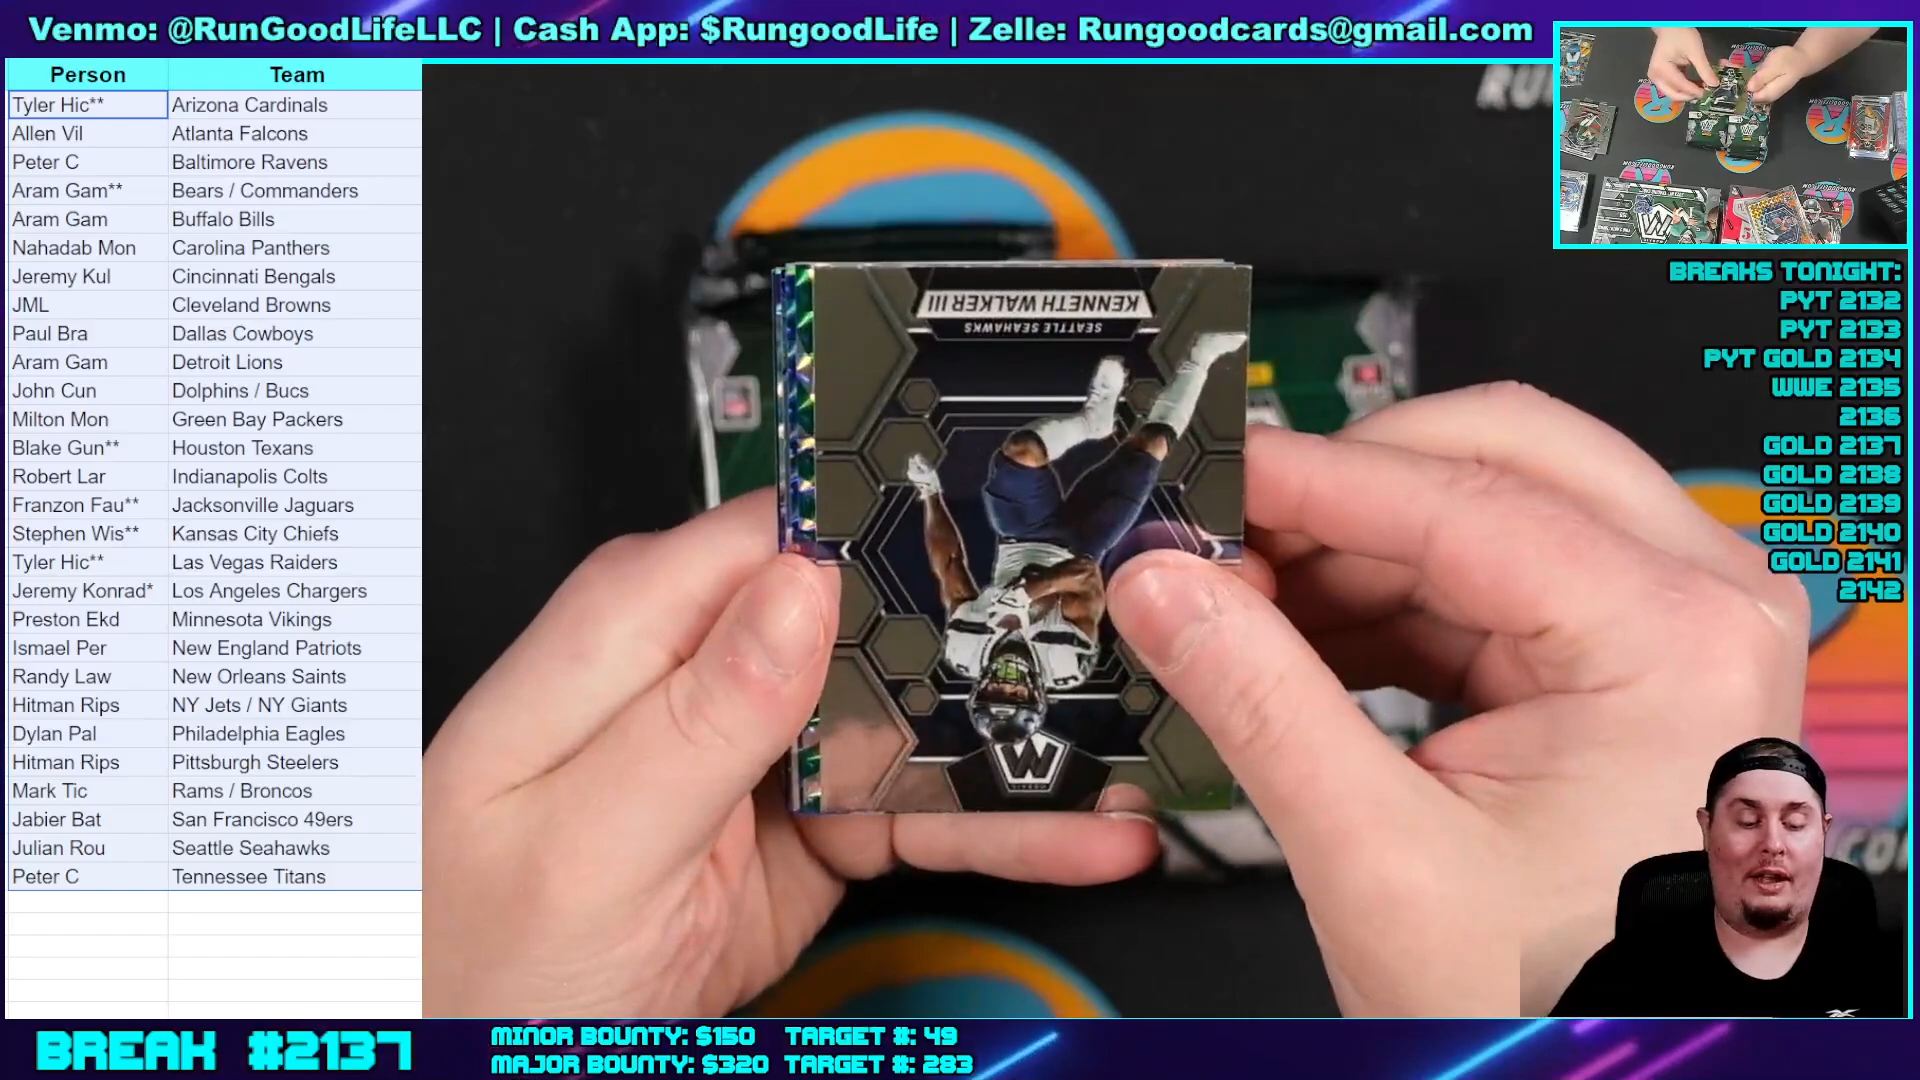 Venmo: @RunGoodLifeLLC | Cash App: $RungoodLife | Zelle: Rungoodcards@gmail.com
Person Team
Tyler Hic** Arizona Cardinals
Allen Vil Atlanta Falcons
Peter C Baltimore Ravens
Aram Gam** Bears / Commanders
Aram Gam Buffalo Bills
Nahadab Mon Carolina Panthers
Jeremy Kul Cincinnati Bengals
JML Cleveland Browns
Paul Bra Dallas Cowboys
Aram Gam Detroit Lions
John Cun Dolphins / Bucs
Milton Mon Green Bay Packers
Blake Gun** Houston Texans
Robert Lar Indianapolis Colts
Franzon Fau** Jacksonville Jaguars
Stephen Wis** Kansas City Chiefs
Tyler Hic** Las Vegas Raiders
Jeremy Konrad* Los Angeles Chargers
Preston Ekd Minnesota Vikings
Ismael Per New England Patriots
Randy Law New Orleans Saints
Hitman Rips NY Jets / NY Giants
Dylan Pal Philadelphia Eagles
Hitman Rips Pittsburgh Steelers
Mark Tic Rams / Broncos
Jabier Bat San Francisco 49ers
Julian Rou Seattle Seahawks
Peter C Tennessee Titans
KENNETH WALKER III
SEATTLE SEAHAWKS
MOSAIC
BREAKS TONIGHT:
PYT 2132
PYT 2133
PYT GOLD 2134
WWE 2135
2136
GOLD 2137
GOLD 2138
GOLD 2139
GOLD 2140
GOLD 2141
2142
BREAK #2137
MINOR BOUNTY: $150 TARGET #: 49
MAJOR BOUNTY: $320 TARGET #: 283